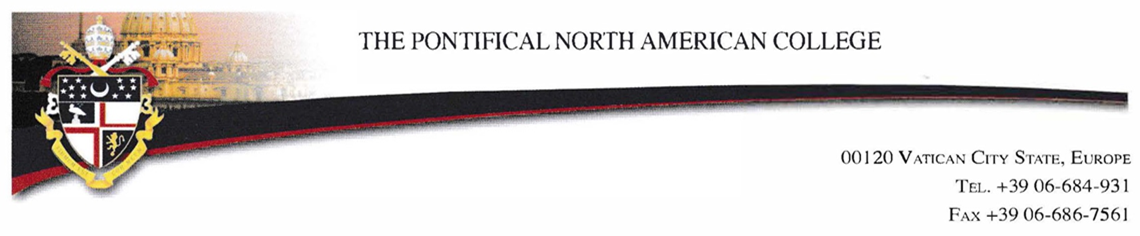 THE PONTIFICAL NORTH AMERICAN COLLEGE
00120 VATICAN CITY STATE, EUROPE
TEL. +39 06-684-931
FAX +39 06-686-7561